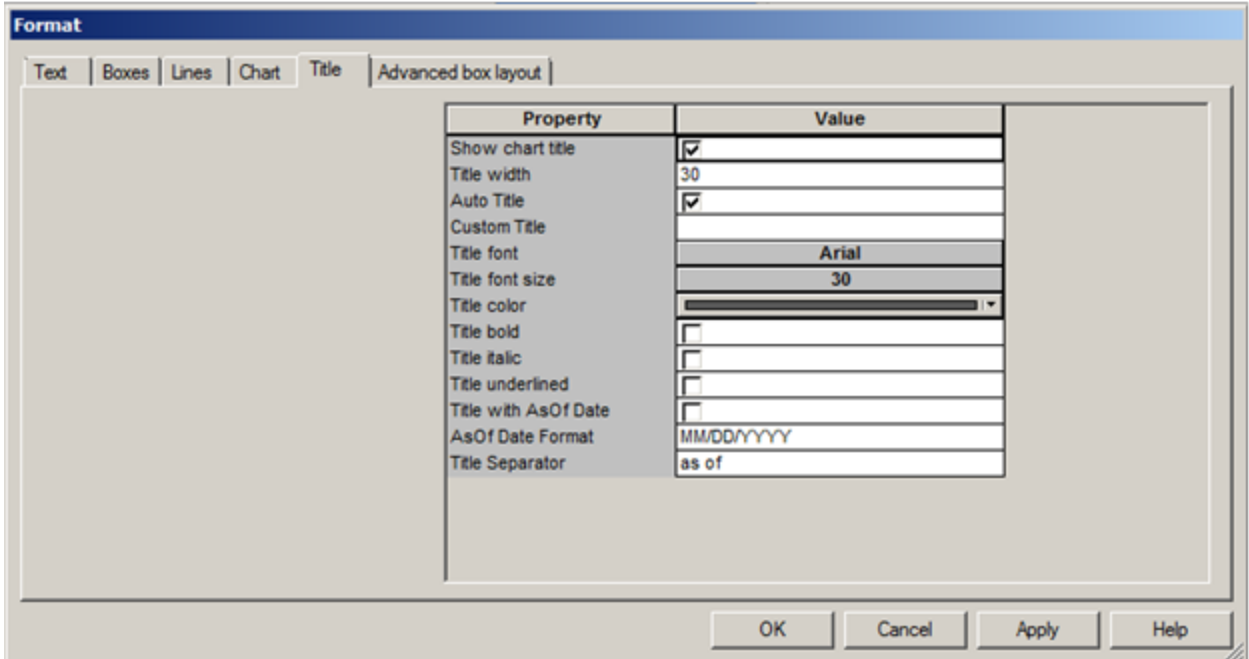 Format
Text Boxes Lines Chart Title Advanced box layout
Property Value
Show chart title
Title width 30
Auto Title
Custom Title
Title font Arial
Title font size 30
Title color
Title bold
Title italic
Title underlined
Title with AsOf Date
AsOf Date Format MM/DD/YYYY
Title Separator as of
OK Cancel Apply Help